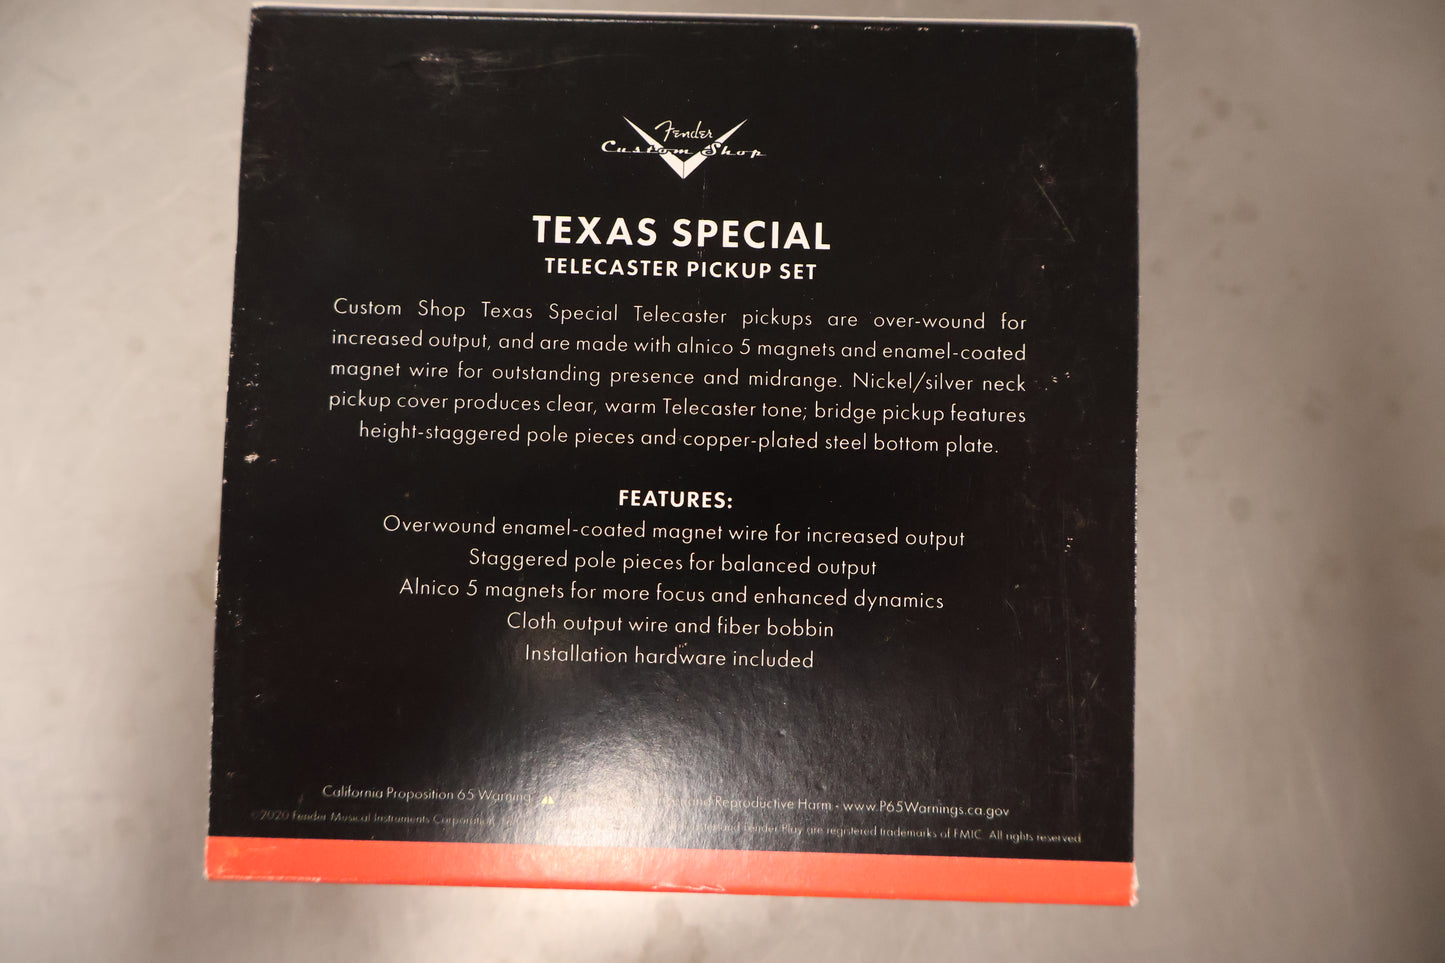 Fender
Custom Shop
TEXAS SPECIAL
TELECASTER PICKUP SET
Custom Shop Texas Special Telecaster pickups are over-wound for
increased output, and are made with alnico 5 magnets and enamel-coated
magnet wire for outstanding presence and midrange. Nickel/silver neck
pickup cover produces clear, warm Telecaster tone; bridge pickup features
height-staggered pole pieces and copper-plated steel bottom plate.
FEATURES:
Overwound enamel-coated magnet wire for increased output
Staggered pole pieces for balanced output
Alnico 5 magnets for more focus and enhanced dynamics
Cloth output wire and fiber bobbin
Installation hardware included
California Proposition 65 Warning and Reproductive Harm - www.P65Warnings.ca.gov
©2020 Fender Musical Instruments Corporation. and Fender Play are registered trademarks of FMIC. All rights reserved.